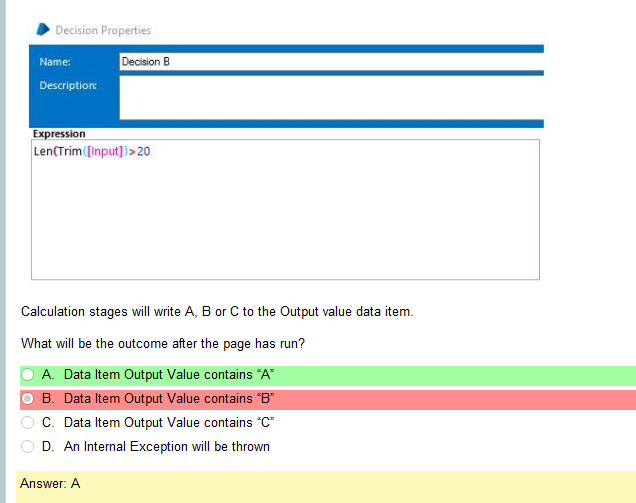 Decision Properties
Name: Decision B
Description:
Expression
Len(Trim([Input]))>20
Calculation stages will write A, B or C to the Output value data item.
What will be the outcome after the page has run?
A. Data Item Output Value contains “A”
B. Data Item Output Value contains “B”
C. Data Item Output Value contains “C”
D. An Internal Exception will be thrown
Answer: A